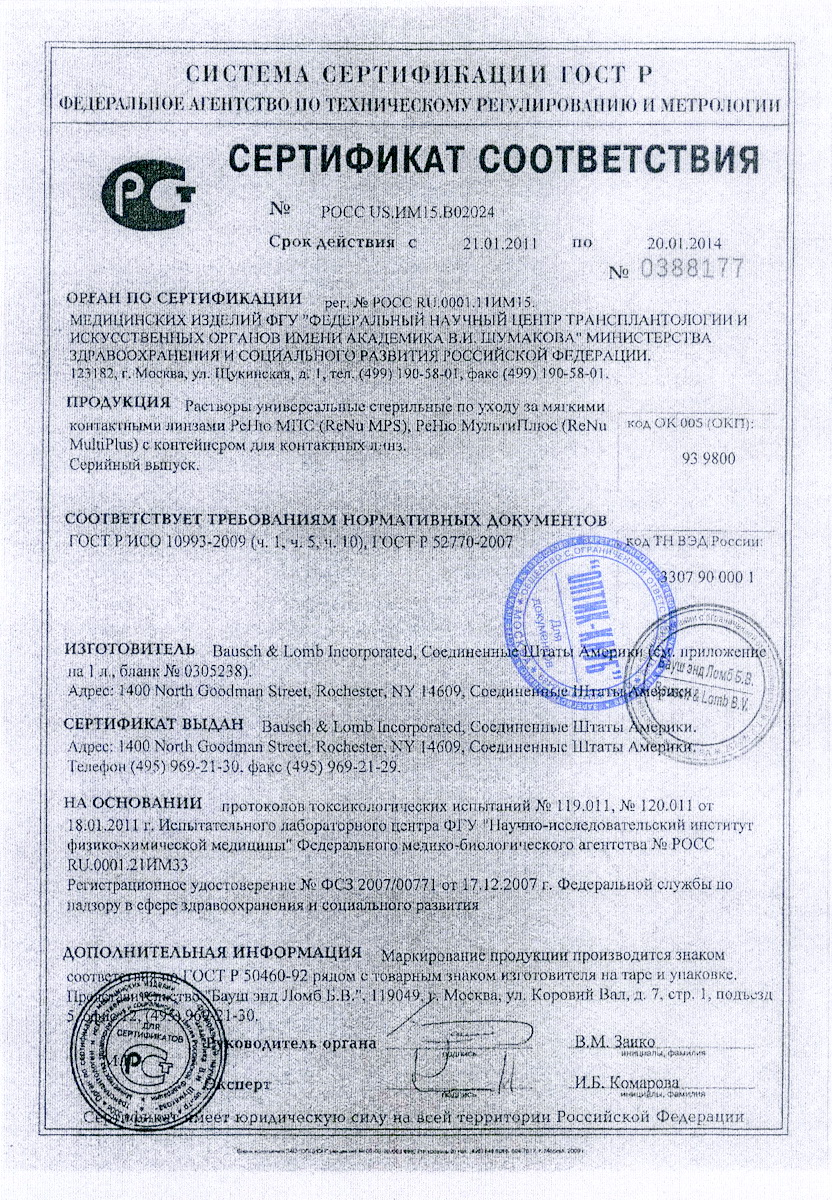 СИСТЕМА СЕРТИФИКАЦИИ ГОСТ Р
ФЕДЕРАЛЬНОЕ АГЕНТСТВО ПО ТЕХНИЧЕСКОМУ РЕГУЛИРОВАНИЮ И МЕТРОЛОГИИ
СЕРТИФИКАТ СООТВЕТСТВИЯ
№ РОСС US.ИМ15.В02024
Срок действия с 21.01.2011 по 20.01.2014
№ 0388177
ОРГАН ПО СЕРТИФИКАЦИИ рег. № РОСС RU.0001.11ИМ15.
МЕДИЦИНСКИХ ИЗДЕЛИЙ ФГУ "ФЕДЕРАЛЬНЫЙ НАУЧНЫЙ ЦЕНТР ТРАНСПЛАНТОЛОГИИ И
ИСКУССТВЕННЫХ ОРГАНОВ ИМЕНИ АКАДЕМИКА В.И. ШУМАКОВА" МИНИСТЕРСТВА
ЗДРАВООХРАНЕНИЯ И СОЦИАЛЬНОГО РАЗВИТИЯ РОССИЙСКОЙ ФЕДЕРАЦИИ.
123182, г. Москва, ул. Щукинская, д. 1, тел. (499) 190-58-01, факс (499) 190-58-01.
ПРОДУКЦИЯ Растворы универсальные стерильные по уходу за мягкими
контактными линзами РеНю МПС (ReNu MPS), РеНю МультиПлюс (ReNu
MultiPlus) с контейнером для контактных линз.
Серийный выпуск.
код ОК 005 (ОКП):
93 9800
СООТВЕТСТВУЕТ ТРЕБОВАНИЯМ НОРМАТИВНЫХ ДОКУМЕНТОВ
ГОСТ Р ИСО 10993-2009 (ч. 1, ч. 5, ч. 10), ГОСТ Р 52770-2007
код ТН ВЭД России:
3307 90 000 1
"ОПТИК-КЛУБ"
Для
документов
ИЗГОТОВИТЕЛЬ Bausch & Lomb Incorporated, Соединенные Штаты Америки (см. приложение
на 1 л., бланк № 0305238).
Адрес: 1400 North Goodman Street, Rochester, NY 14609, Соединенные Штаты Америки.
Бауш энд Ломб Б.В.
Bausch & Lomb B.V.
СЕРТИФИКАТ ВЫДАН Bausch & Lomb Incorporated, Соединенные Штаты Америки.
Адрес: 1400 North Goodman Street, Rochester, NY 14609, Соединенные Штаты Америки.
Телефон (495) 969-21-30, факс (495) 969-21-29.
НА ОСНОВАНИИ протоколов токсикологических испытаний № 119.011, № 120.011 от
18.01.2011 г. Испытательного лабораторного центра ФГУ "Научно-исследовательский институт
физико-химической медицины" Федерального медико-биологического агентства № РОСС
RU.0001.21ИМ33
Регистрационное удостоверение № ФСЗ 2007/00771 от 17.12.2007 г. Федеральной службы по
надзору в сфере здравоохранения и социального развития
ДОПОЛНИТЕЛЬНАЯ ИНФОРМАЦИЯ Маркирование продукции производится знаком
соответствия по ГОСТ Р 50460-92 рядом с товарным знаком изготовителя на таре и упаковке.
Представительство "Бауш энд Ломб Б.В.", 119049, г. Москва, ул. Коровий Вал, д. 7, стр. 1, подъезд
5, офис 12, (495) 969-21-30.
ДЛЯ
СЕРТИФИКАТОВ
Руководитель органа
подпись
В.М. Заико
инициалы, фамилия
Эксперт
подпись
И.Б. Комарова
инициалы, фамилия
Сертификат имеет юридическую силу на всей территории Российской Федерации